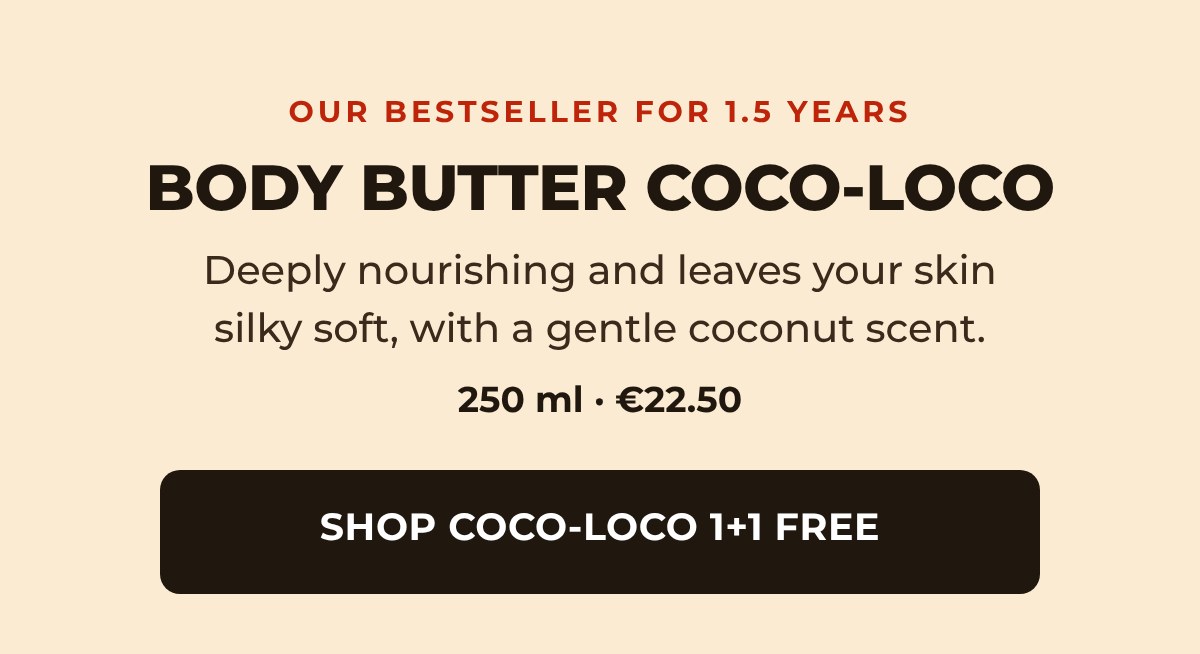 OUR BESTSELLER FOR 1.5 YEARS
BODY BUTTER COCO-LOCO
Deeply nourishing and leaves your skin
silky soft, with a gentle coconut scent.
250 ml · €22.50
SHOP COCO-LOCO 1+1 FREE